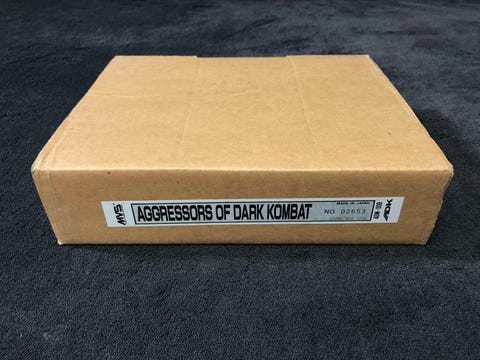 MVS
AGGRESSORS OF DARK KOMBAT
MADE IN JAPAN
NO. 02653
ADK